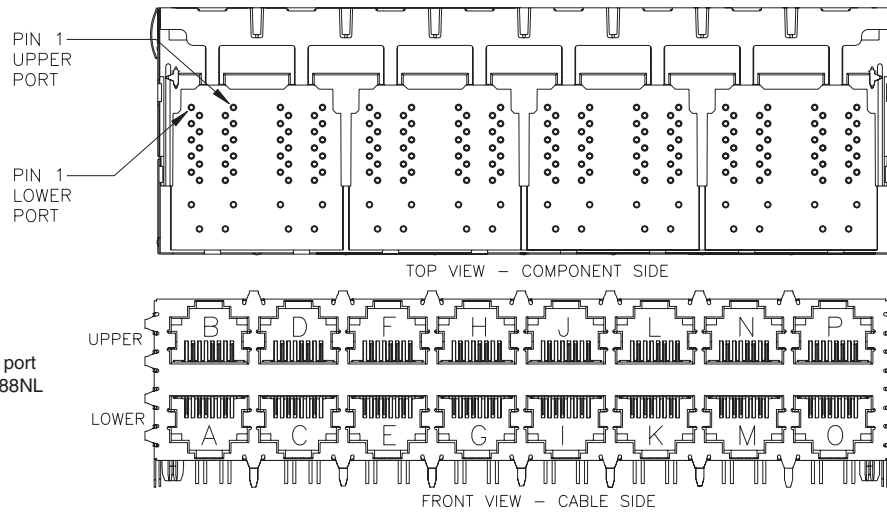 PIN 1
UPPER
PORT
PIN 1
LOWER
PORT
TOP VIEW – COMPONENT SIDE
UPPER
B D F H J L N P
port
88NL
LOWER
A C E G I K M O
FRONT VIEW – CABLE SIDE